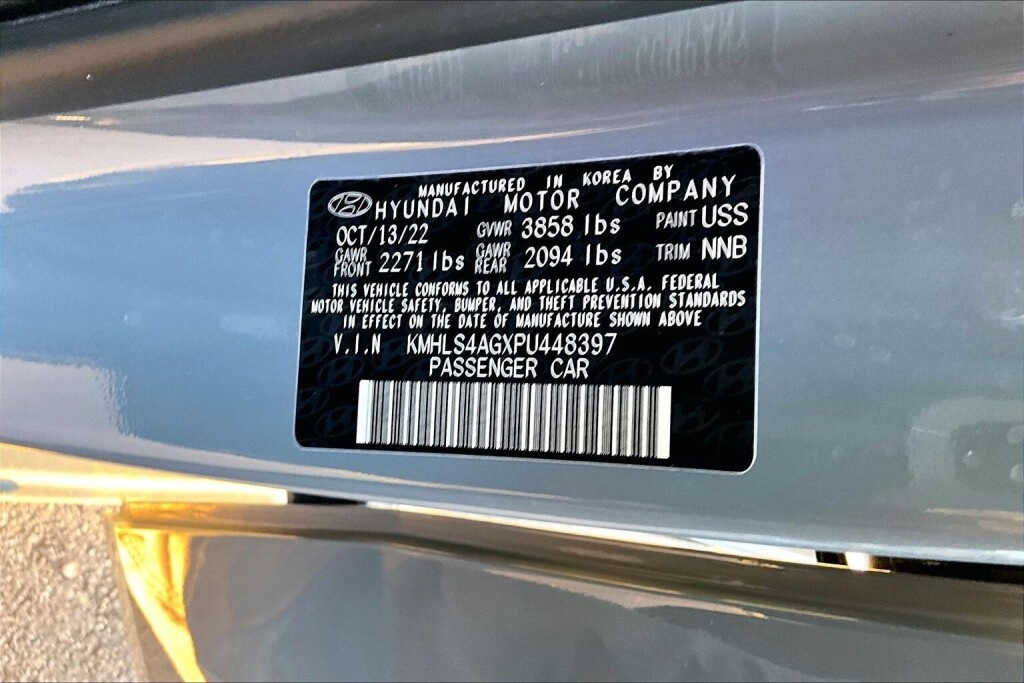 MANUFACTURED IN KOREA BY
HYUNDAI MOTOR COMPANY
OCT/13/22 GVWR 3858 lbs PAINT USS
GAWR FRONT 2271 lbs GAWR REAR 2094 lbs TRIM NNB
THIS VEHICLE CONFORMS TO ALL APPLICABLE U.S.A. FEDERAL
MOTOR VEHICLE SAFETY, BUMPER, AND THEFT PREVENTION STANDARDS
IN EFFECT ON THE DATE OF MANUFACTURE SHOWN ABOVE
V.I.N KMHLS4AGXPU448397
PASSENGER CAR